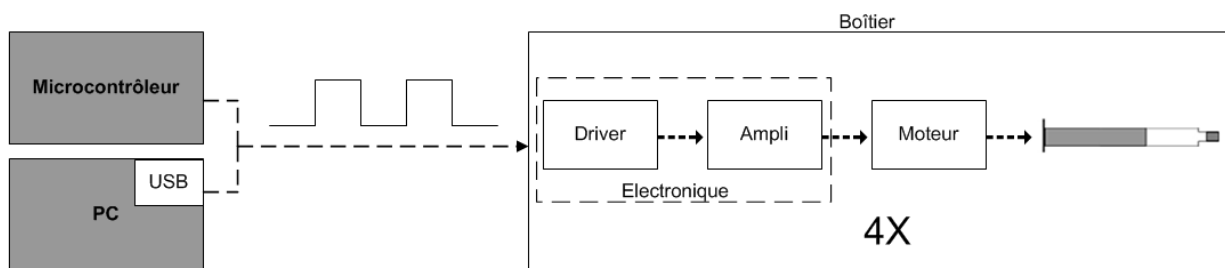 Boîtier
Microcontrôleur
Driver
Ampli
Moteur
USB
PC
Electronique
4X